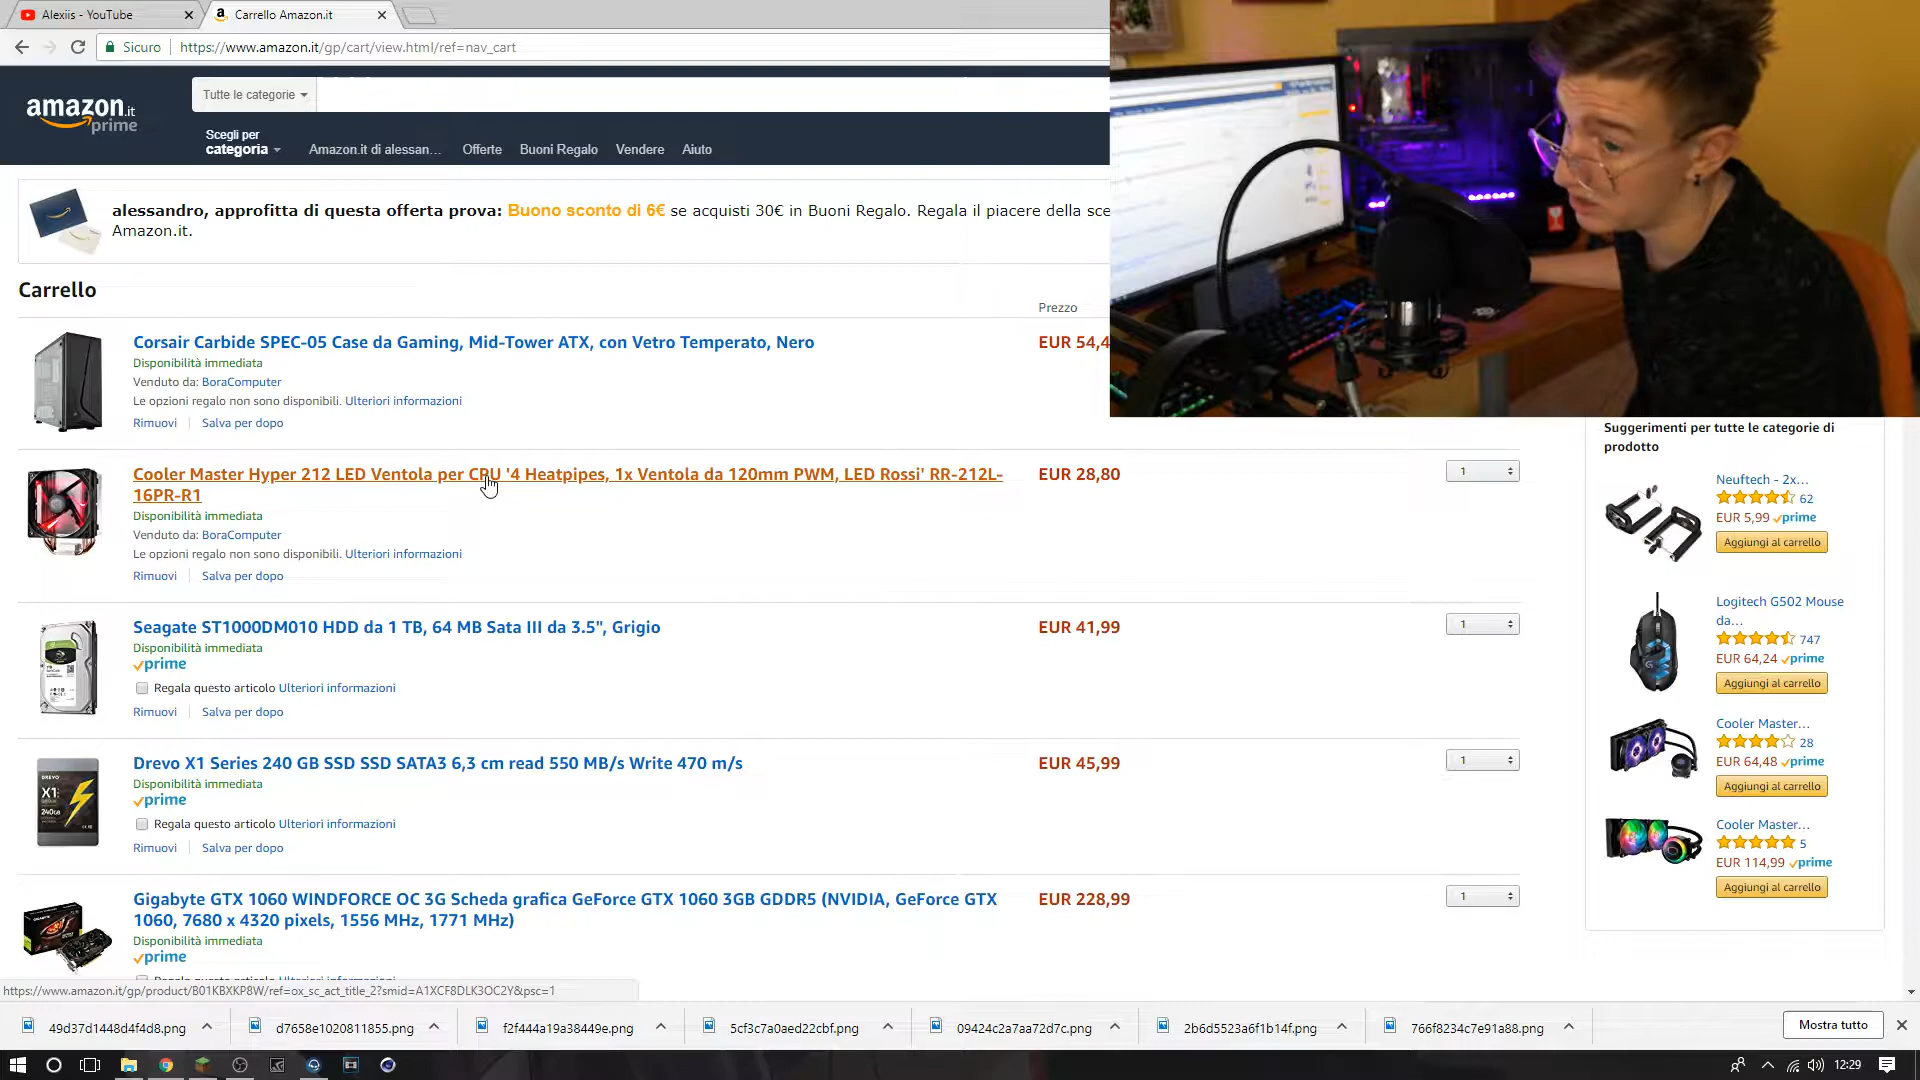 Alexiis - YouTube
Carrello Amazon.it
Sicuro
https://www.amazon.it/gp/cart/view.html/ref=nav_cart
amazon.it
prime
Tutte le categorie
Scegli per
categoria
Amazon.it di alessan...
Offerte
Buoni Regalo
Vendere
Aiuto
alessandro, approfitta di questa offerta prova: Buono sconto di 6€ se acquisti 30€ in Buoni Regalo. Regala il piacere della sce
Amazon.it.
Carrello
Prezzo
Corsair Carbide SPEC-05 Case da Gaming, Mid-Tower ATX, con Vetro Temperato, Nero
EUR 54,4
Disponibilità immediata
Venduto da: BoraComputer
Le opzioni regalo non sono disponibili. Ulteriori informazioni
Rimuovi
Salva per dopo
Cooler Master Hyper 212 LED Ventola per CPU '4 Heatpipes, 1x Ventola da 120mm PWM, LED Rossi' RR-212L-
16PR-R1
EUR 28,80
1
Disponibilità immediata
Venduto da: BoraComputer
Le opzioni regalo non sono disponibili. Ulteriori informazioni
Rimuovi
Salva per dopo
Seagate ST1000DM010 HDD da 1 TB, 64 MB Sata III da 3.5", Grigio
EUR 41,99
1
Disponibilità immediata
prime
Regala questo articolo Ulteriori informazioni
Rimuovi
Salva per dopo
DREVO
X1
240GB
Drevo X1 Series 240 GB SSD SSD SATA3 6,3 cm read 550 MB/s Write 470 m/s
EUR 45,99
1
Disponibilità immediata
prime
Regala questo articolo Ulteriori informazioni
Rimuovi
Salva per dopo
Gigabyte GTX 1060 WINDFORCE OC 3G Scheda grafica GeForce GTX 1060 3GB GDDR5 (NVIDIA, GeForce GTX
1060, 7680 x 4320 pixels, 1556 MHz, 1771 MHz)
EUR 228,99
1
Disponibilità immediata
prime
Regala questo articolo Ulteriori informazioni
Suggerimenti per tutte le categorie di
prodotto
Neuftech - 2x...
62
EUR 5,99 prime
Aggiungi al carrello
Logitech G502 Mouse
da...
747
EUR 64,24 prime
Aggiungi al carrello
Cooler Master...
28
EUR 64,48 prime
Aggiungi al carrello
Cooler Master...
5
EUR 114,99 prime
Aggiungi al carrello
https://www.amazon.it/gp/product/B01KBXKP8W/ref=ox_sc_act_title_2?smid=A1XCF8DLK3OC2Y&psc=1
49d37d1448d4f4d8.png
d7658e1020811855.png
f2f444a19a38449e.png
5cf3c7a0aed22cbf.png
09424c2a7aa72d7c.png
2b6d5523a6f1b14f.png
766f8234c7e91a88.png
Mostra tutto
12:29